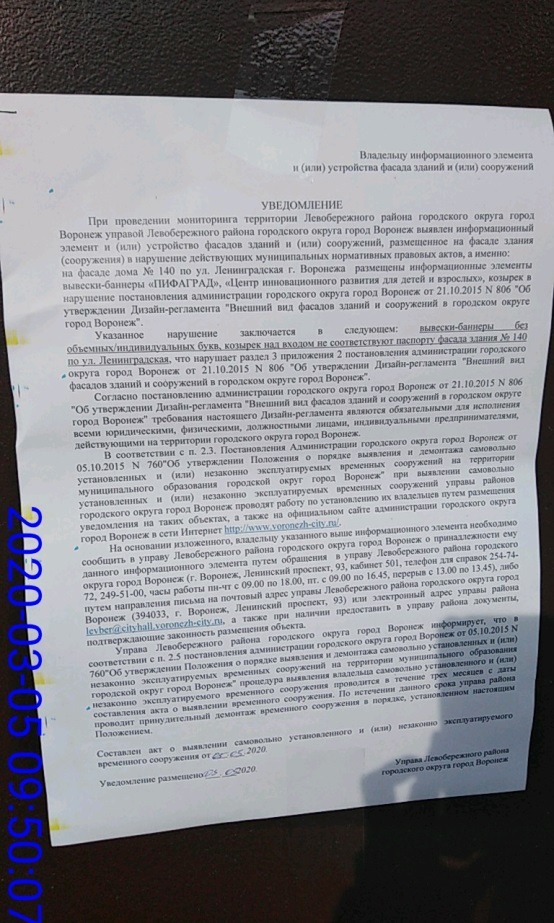 Владельцу информационного элемента
и (или) устройства фасада зданий и (или) сооружений
УВЕДОМЛЕНИЕ
При проведении мониторинга территории Левобережного района городского округа город
Воронеж управой Левобережного района городского округа город Воронеж выявлен информационный
элемент и (или) устройство фасадов зданий и (или) сооружений, размещенное на фасаде здания
(сооружения) в нарушение действующих муниципальных нормативных правовых актов, а именно:
на фасаде дома № 140 по ул. Ленинградская г. Воронежа размещены информационные элементы
вывески-баннеры «ПИФАГРАД», «Центр инновационного развития для детей и взрослых», козырек в
нарушение постановления администрации городского округа город Воронеж от 21.10.2015 N 806 "Об
утверждении Дизайн-регламента "Внешний вид фасадов зданий и сооружений в городском округе
город Воронеж".
Указанное нарушение заключается в следующем: вывески-баннеры без
объемных/индивидуальных букв, козырек над входом не соответствуют паспорту фасада здания № 140
по ул. Ленинградская, что нарушает раздел 3 приложения 2 постановления администрации городского
округа город Воронеж от 21.10.2015 N 806 "Об утверждении Дизайн-регламента "Внешний вид
фасадов зданий и сооружений в городском округе город Воронеж".
Согласно постановлению администрации городского округа город Воронеж от 21.10.2015 N 806
"Об утверждении Дизайн-регламента "Внешний вид фасадов зданий и сооружений в городском округе
город Воронеж" требования настоящего Дизайн-регламента являются обязательными для исполнения
всеми юридическими, физическими, должностными лицами, индивидуальными предпринимателями,
действующими на территории городского округа город Воронеж.
В соответствии с п. 2.3. Постановления Администрации городского округа город Воронеж от
05.10.2015 N 760"Об утверждении Положения о порядке выявления и демонтажа самовольно
установленных и (или) незаконно эксплуатируемых временных сооружений на территории
муниципального образования городской округ город Воронеж" при выявлении самовольно
установленных и (или) незаконно эксплуатируемых временных сооружений управы районов
городского округа город Воронеж проводят работу по установлению их владельцев путем размещения
уведомления на таких объектах, а также на официальном сайте администрации городского округа
город Воронеж в сети Интернет http://www.voronezh-city.ru/.
На основании изложенного, владельцу указанного выше информационного элемента необходимо
сообщить в управу Левобережного района городского округа город Воронеж о принадлежности ему
данного информационного элемента путем обращения в управу Левобережного района городского
округа город Воронеж (г. Воронеж, Ленинский проспект, 93, кабинет 501, телефон для справок 254-74-
72, 249-51-00, часы работы пн-чт с 09.00 по 18.00, пт. с 09.00 по 16.45, перерыв с 13.00 по 13.45), либо
путем направления письма на почтовый адрес управы Левобережного района городского округа город
Воронеж (394033, г. Воронеж, Ленинский проспект, 93) или электронный адрес управы района
levber@cityhall.voronezh-city.ru, а также при наличии предоставить в управу района документы,
подтверждающие законность размещения объекта.
Управа Левобережного района городского округа город Воронеж информирует, что в
соответствии с п. 2.5 постановления администрации городского округа город Воронеж от 05.10.2015 N
760"Об утверждении Положения о порядке выявления и демонтажа самовольно установленных и (или)
незаконно эксплуатируемых временных сооружений на территории муниципального образования
городской округ город Воронеж" процедура выявления владельца самовольно установленного и (или)
незаконно эксплуатируемого временного сооружения проводится в течение трех месяцев с даты
составления акта о выявлении временного сооружения. По истечении данного срока управа района
проводит принудительный демонтаж временного сооружения в порядке, установленном настоящим
Положением.
Составлен акт о выявлении самовольно установленного и (или) незаконно эксплуатируемого
временного сооружения от 2020.
Уведомление размещено 2020.
Управа Левобережного района
городского округа город Воронеж
2020-03-05 09:50:07